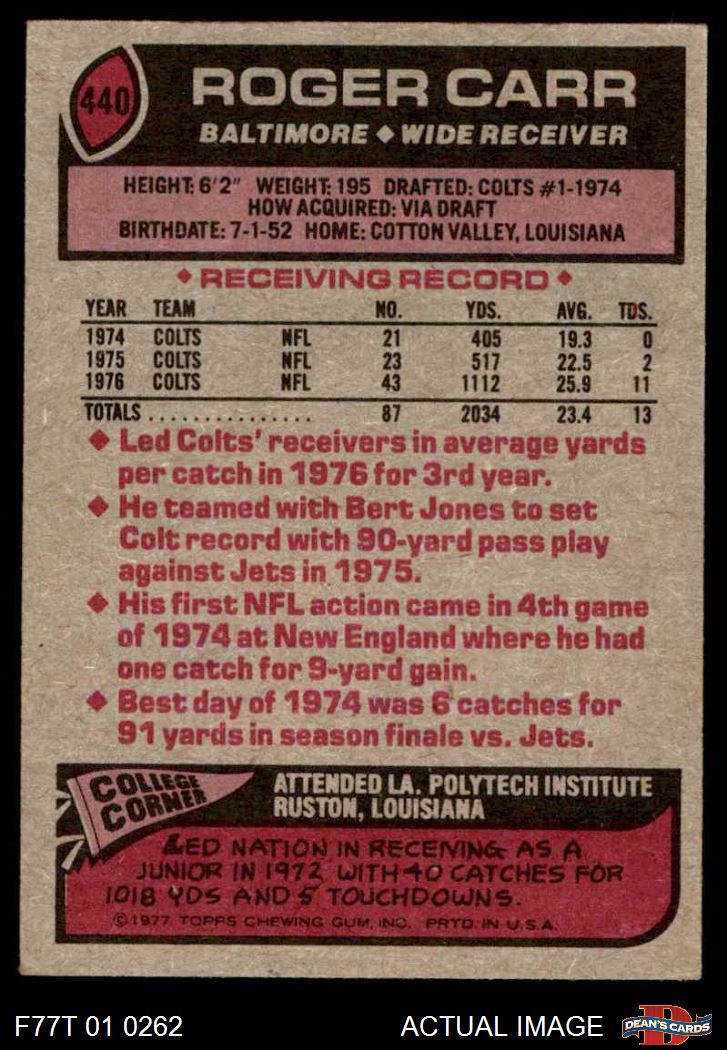 440
ROGER CARR
BALTIMORE ◆ WIDE RECEIVER
HEIGHT: 6'2" WEIGHT: 195 DRAFTED: COLTS #1-1974
HOW ACQUIRED: VIA DRAFT
BIRTHDATE: 7-1-52 HOME: COTTON VALLEY, LOUISIANA
◆ RECEIVING RECORD ◆
YEAR TEAM NO. YDS. AVG. TDS.
1974 COLTS NFL 21 405 19.3 0
1975 COLTS NFL 23 517 22.5 2
1976 COLTS NFL 43 1112 25.9 11
TOTALS ................ 87 2034 23.4 13
◆ Led Colts' receivers in average yards
per catch in 1976 for 3rd year.
◆ He teamed with Bert Jones to set
Colt record with 90-yard pass play
against Jets in 1975.
◆ His first NFL action came in 4th game
of 1974 at New England where he had
one catch for 9-yard gain.
◆ Best day of 1974 was 6 catches for
91 yards in season finale vs. Jets.
COLLEGE
CORNER
ATTENDED LA. POLYTECH INSTITUTE
RUSTON, LOUISIANA
LED NATION IN RECEIVING AS A
JUNIOR IN 1972 WITH 40 CATCHES FOR
1018 YDS AND 5 TOUCHDOWNS.
© 1977 TOPPS CHEWING GUM, INC. PRTD. IN U.S.A.
F77T 01 0262 ACTUAL IMAGE
D
DEAN'S CARDS